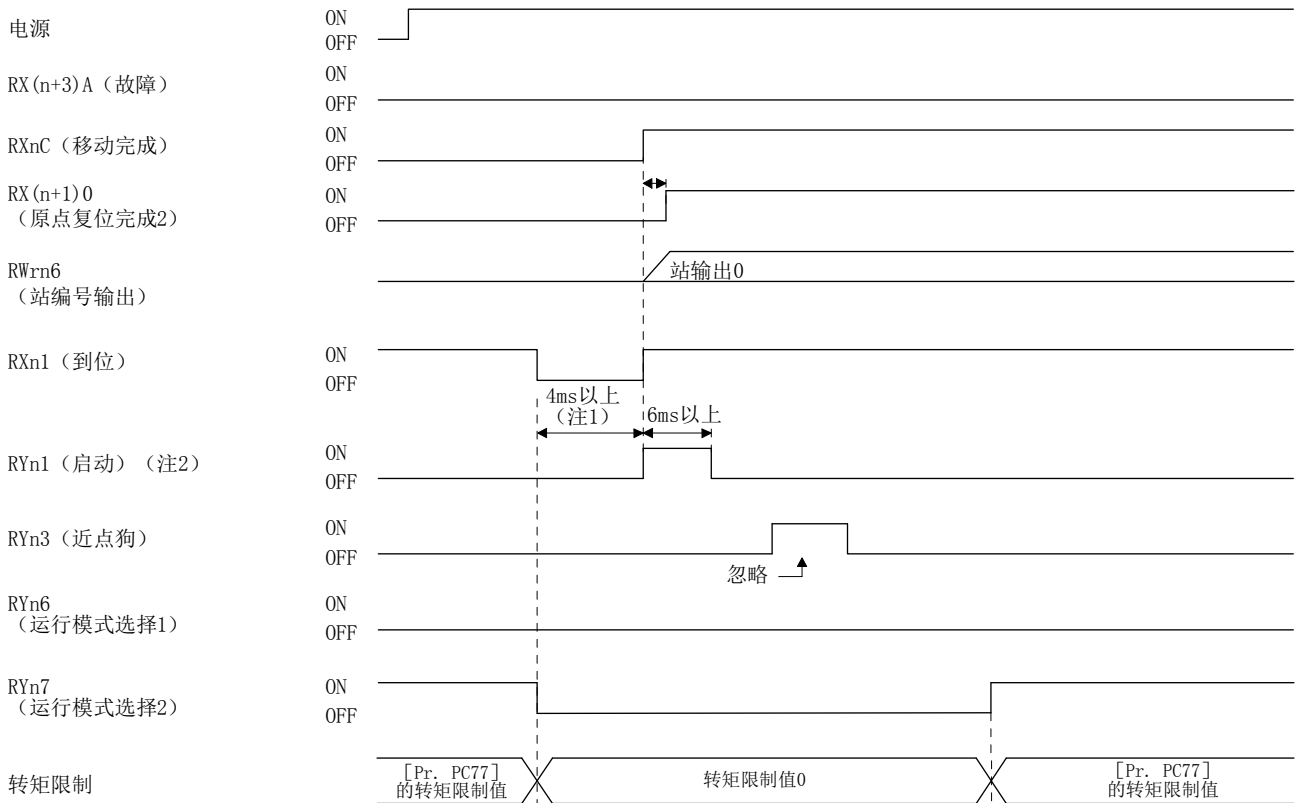 电源
ON
OFF
RX(n+3)A（故障）
ON
OFF
RXnC（移动完成）
ON
OFF
RX(n+1)0
（原点复位完成2）
ON
OFF
RWrn6
（站编号输出）
站输出0
RXn1（到位）
ON
OFF
4ms以上
（注1）
6ms以上
RYn1（启动）（注2）
ON
OFF
RYn3（近点狗）
ON
OFF
忽略
RYn6
（运行模式选择1）
ON
OFF
RYn7
（运行模式选择2）
ON
OFF
转矩限制
[Pr. PC77]
的转矩限制值
转矩限制值0
[Pr. PC77]
的转矩限制值